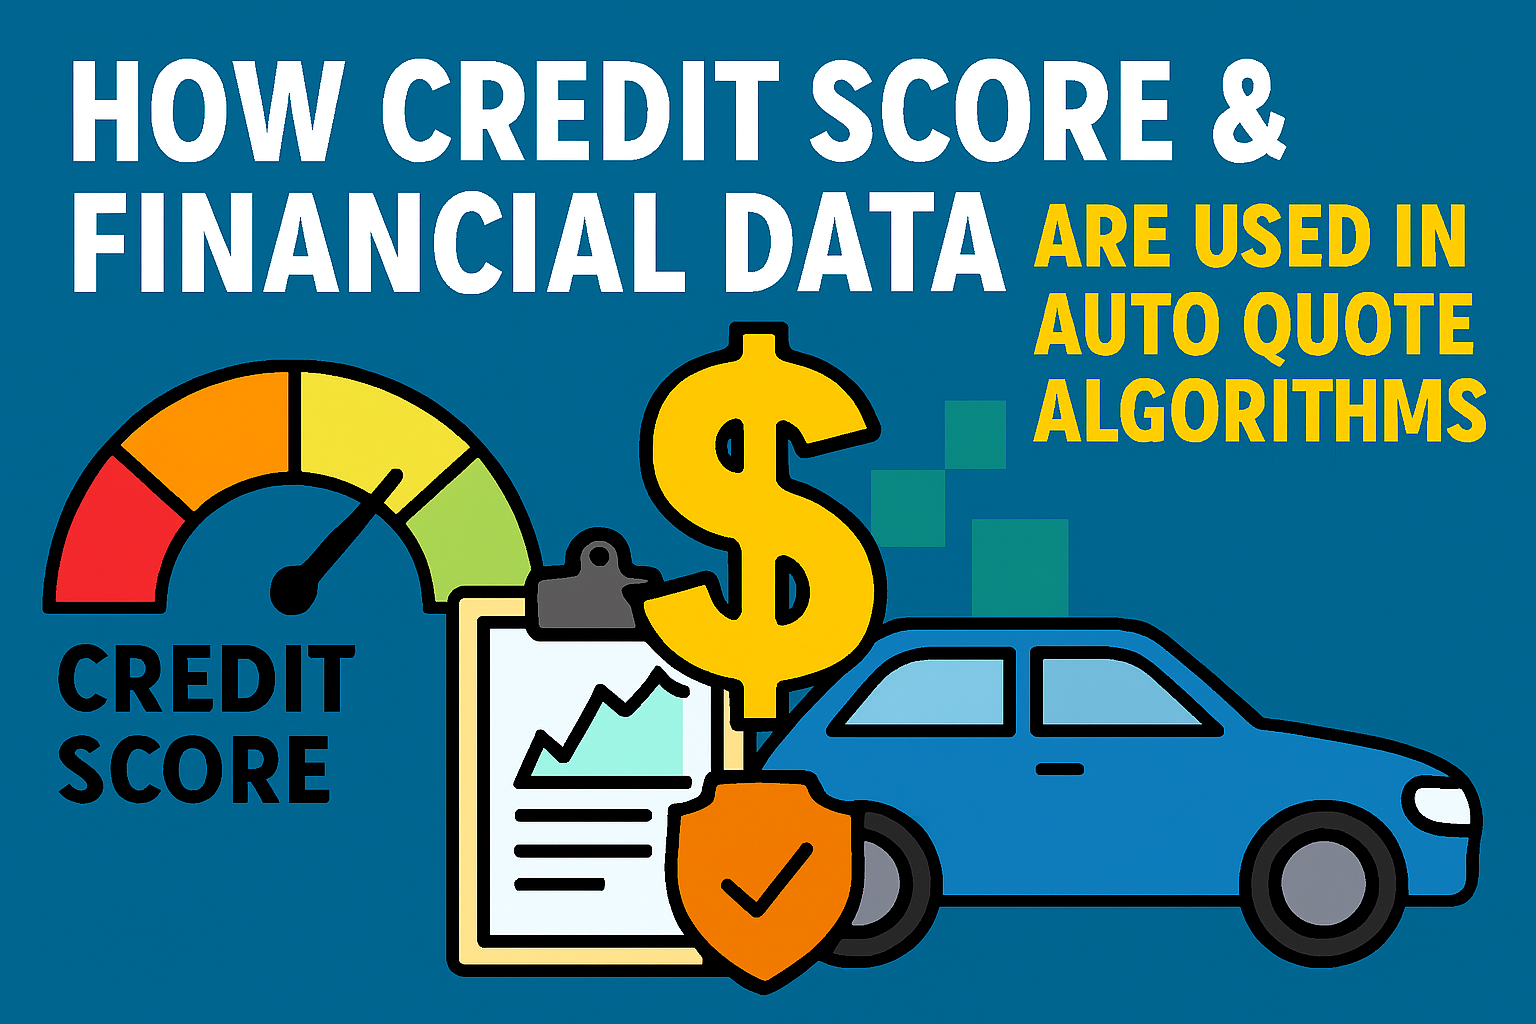 HOW CREDIT SCORE &
FINANCIAL DATA
ARE USED IN
AUTO QUOTE
ALGORITHMS
CREDIT
SCORE